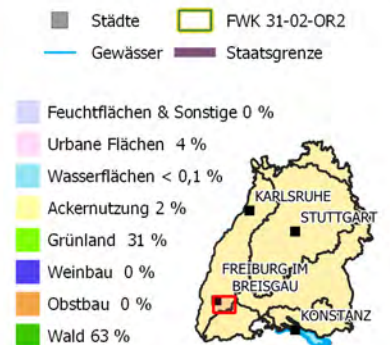 Städte
FWK 31-02-OR2
Gewässer
Staatsgrenze
Feuchtflächen & Sonstige 0 %
Urbane Flächen 4 %
Wasserflächen < 0,1 %
Ackernutzung 2 %
Grünland 31 %
Weinbau 0 %
Obstbau 0 %
Wald 63 %
KARLSRUHE
STUTTGART
FREIBURG IM
BREISGAU
KONSTANZ